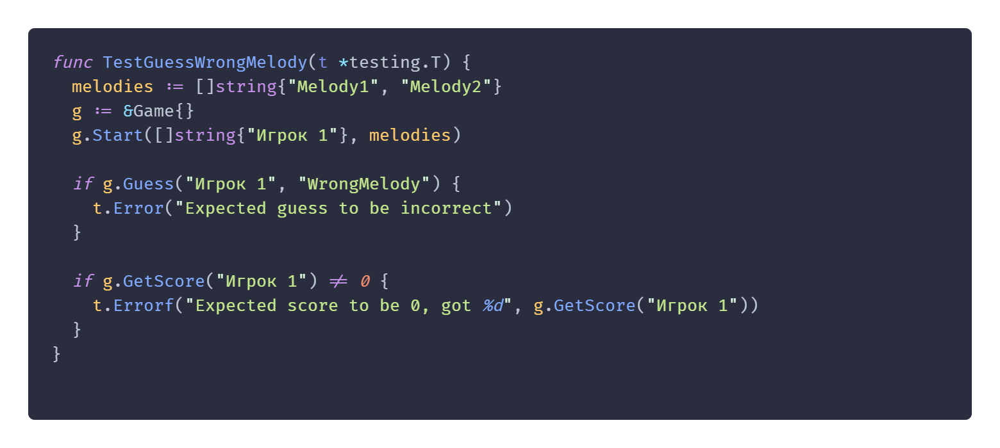 func TestGuessWrongMelody(t *testing.T) {
  melodies := []string{"Melody1", "Melody2"}
  g := &Game{}
  g.Start([]string{"Игрок 1"}, melodies)

  if g.Guess("Игрок 1", "WrongMelody") {
    t.Error("Expected guess to be incorrect")
  }

  if g.GetScore("Игрок 1") != 0 {
    t.Errorf("Expected score to be 0, got %d", g.GetScore("Игрок 1"))
  }
}